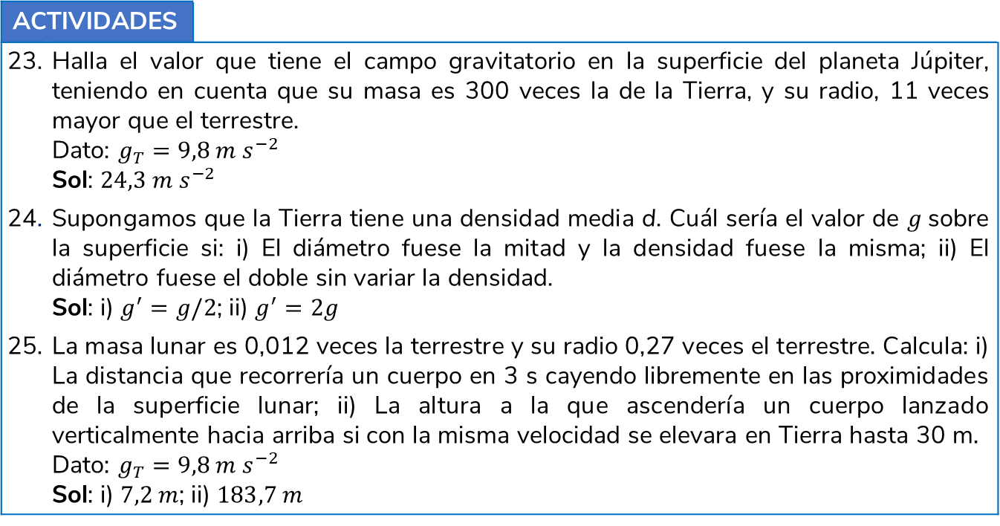 ACTIVIDADES
23. Halla el valor que tiene el campo gravitatorio en la superficie del planeta Júpiter,
teniendo en cuenta que su masa es 300 veces la de la Tierra, y su radio, 11 veces
mayor que el terrestre.
Dato: g_T = 9,8 m s⁻²
Sol: 24,3 m s⁻²
24. Supongamos que la Tierra tiene una densidad media d. Cuál sería el valor de g sobre
la superficie si: i) El diámetro fuese la mitad y la densidad fuese la misma; ii) El
diámetro fuese el doble sin variar la densidad.
Sol: i) g′ = g/2; ii) g′ = 2g
25. La masa lunar es 0,012 veces la terrestre y su radio 0,27 veces el terrestre. Calcula: i)
La distancia que recorrería un cuerpo en 3 s cayendo libremente en las proximidades
de la superficie lunar; ii) La altura a la que ascendería un cuerpo lanzado
verticalmente hacia arriba si con la misma velocidad se elevara en Tierra hasta 30 m.
Dato: g_T = 9,8 m s⁻²
Sol: i) 7,2 m; ii) 183,7 m